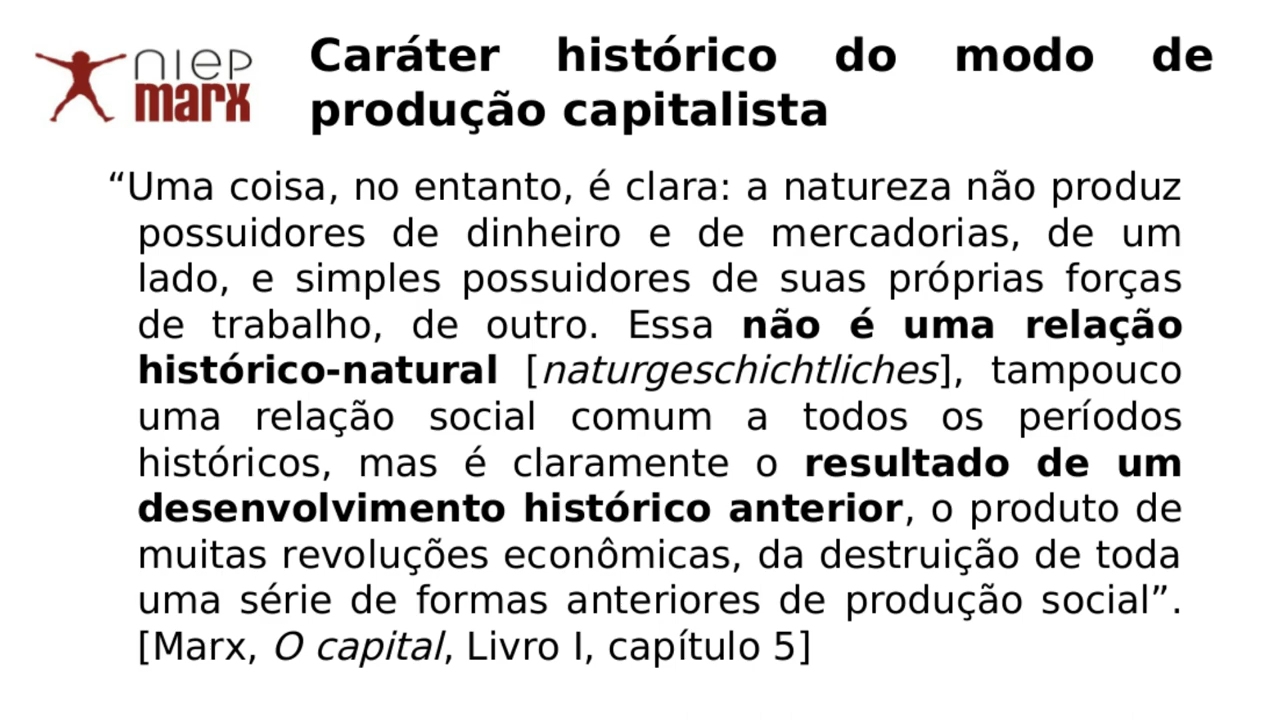 NIEP
marx
Caráter histórico do modo de
produção capitalista
“Uma coisa, no entanto, é clara: a natureza não produz
possuidores de dinheiro e de mercadorias, de um
lado, e simples possuidores de suas próprias forças
de trabalho, de outro. Essa não é uma relação
histórico-natural [naturgeschichtliches], tampouco
uma relação social comum a todos os períodos
históricos, mas é claramente o resultado de um
desenvolvimento histórico anterior, o produto de
muitas revoluções econômicas, da destruição de toda
uma série de formas anteriores de produção social”.
[Marx, O capital, Livro I, capítulo 5]